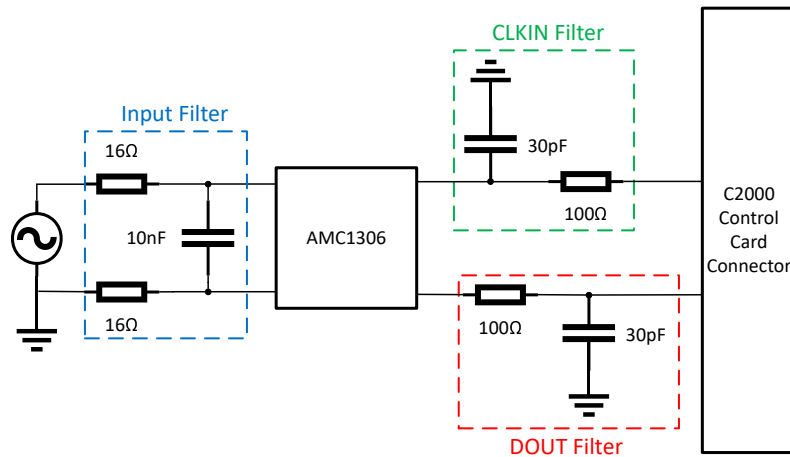 CLKIN Filter
Input Filter
16Ω
30pF
10nF
AMC1306
100Ω
C2000
Control
Card
Connector
16Ω
100Ω
30pF
DOUT Filter